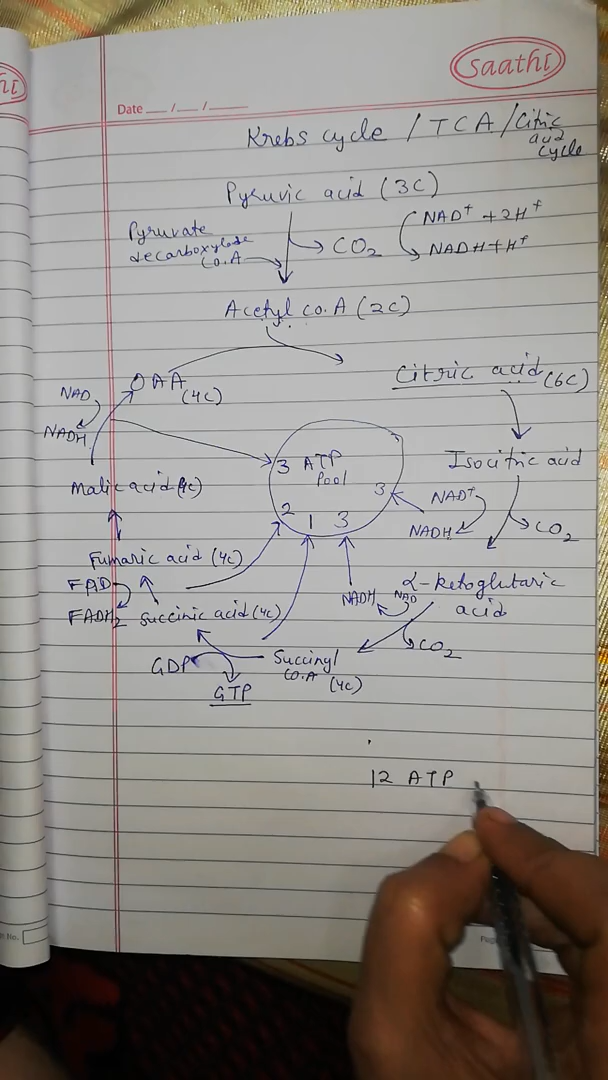 Saathi
Date __/__/____
Krebs cycle / TCA / Citric
acid
cycle
Pyruvic acid (3C)
Pyruvate
decarboxylase
CO.A
CO2
NAD+ + 2H+
NADH + H+
Acetyl co.A (2C)
OAA
(4C)
Citric acid (6C)
NAD
NADH
3 ATP
Pool
3
2
1 3
Isocitric acid
NAD+
NADH
CO2
Malic acid (4C)
Fumaric acid (4C)
FAD
FADH2
succinic acid (4C)
NADH
NAD
α-ketoglutaric
acid
CO2
GDP
GTP
Succinyl
CO.A
(4C)
12 ATP